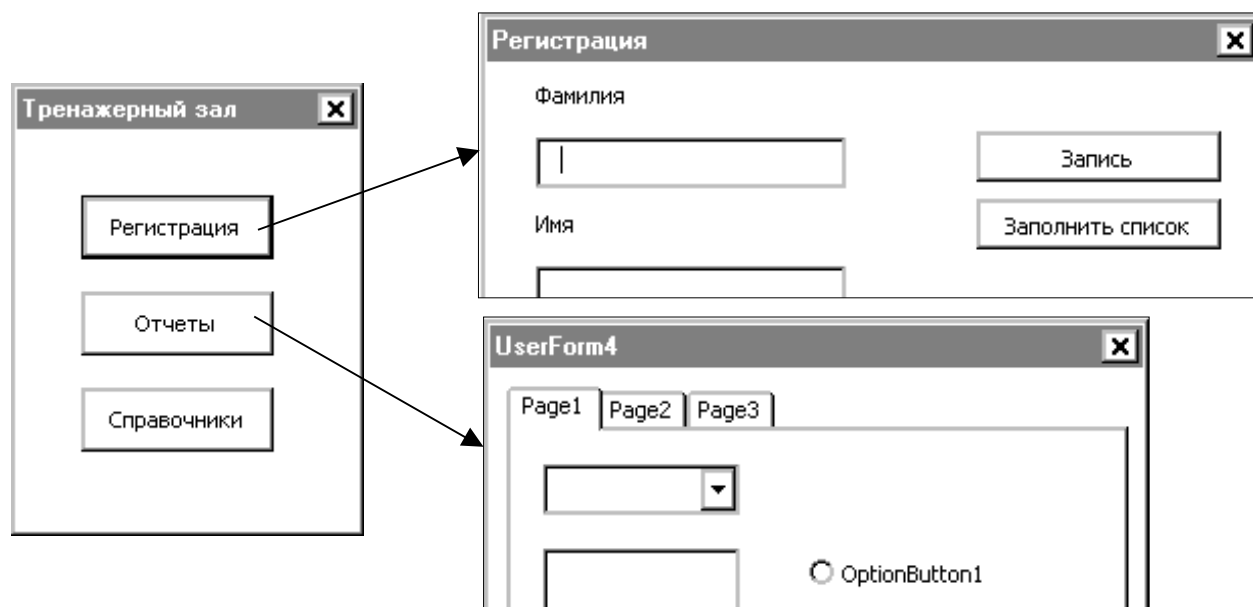 Тренажерный зал
Регистрация
Отчеты
Справочники
Регистрация
Фамилия
Запись
Имя
Заполнить список
UserForm4
Page1 Page2 Page3
OptionButton1